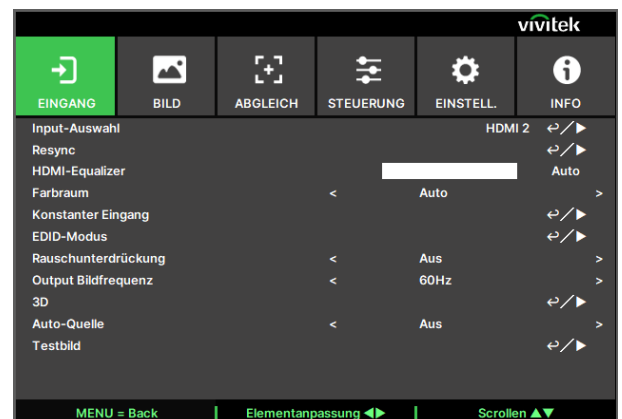 vivitek
EINGANG BILD ABGLEICH STEUERUNG EINSTELL. INFO
Input-Auswahl HDMI 2 ↩/▶
Resync ↩/▶
HDMI-Equalizer Auto
Farbraum < Auto >
Konstanter Eingang ↩/▶
EDID-Modus ↩/▶
Rauschunterdrückung < Aus >
Output Bildfrequenz < 60Hz >
3D ↩/▶
Auto-Quelle < Aus >
Testbild ↩/▶
MENU = Back Elementanpassung ◀▶ Scrollen ▲▼